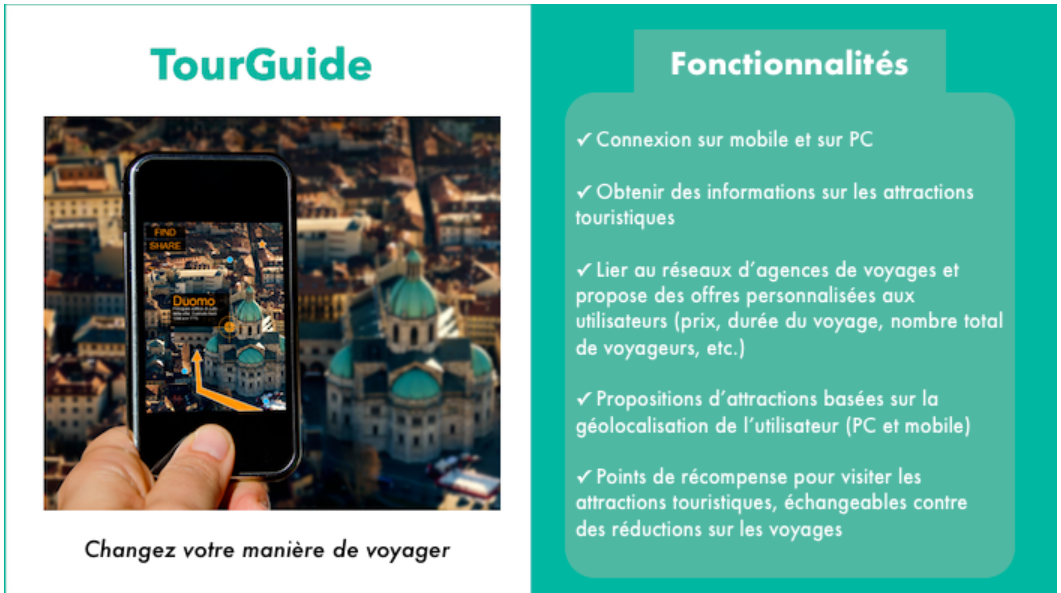 TourGuide
FIND
SHARE
Duomo
Changez votre manière de voyager
Fonctionnalités
✓ Connexion sur mobile et sur PC
✓ Obtenir des informations sur les attractions
touristiques
✓ Lier au réseaux d'agences de voyages et
propose des offres personnalisées aux
utilisateurs (prix, durée du voyage, nombre total
de voyageurs, etc.)
✓ Propositions d'attractions basées sur la
géolocalisation de l'utilisateur (PC et mobile)
✓ Points de récompense pour visiter les
attractions touristiques, échangeables contre
des réductions sur les voyages